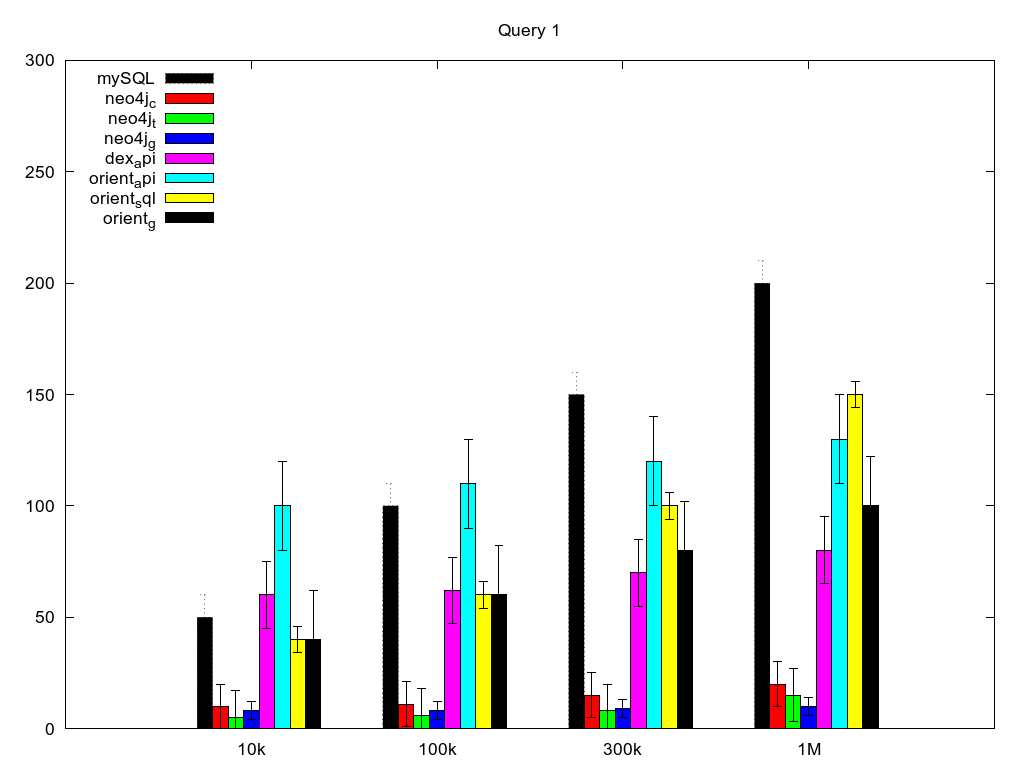 Query 1
300
250
200
150
100
50
0
mySQL
neo4jc
neo4jt
neo4jg
dexapi
orientapi
orientsql
orientg
10k 100k 300k 1M